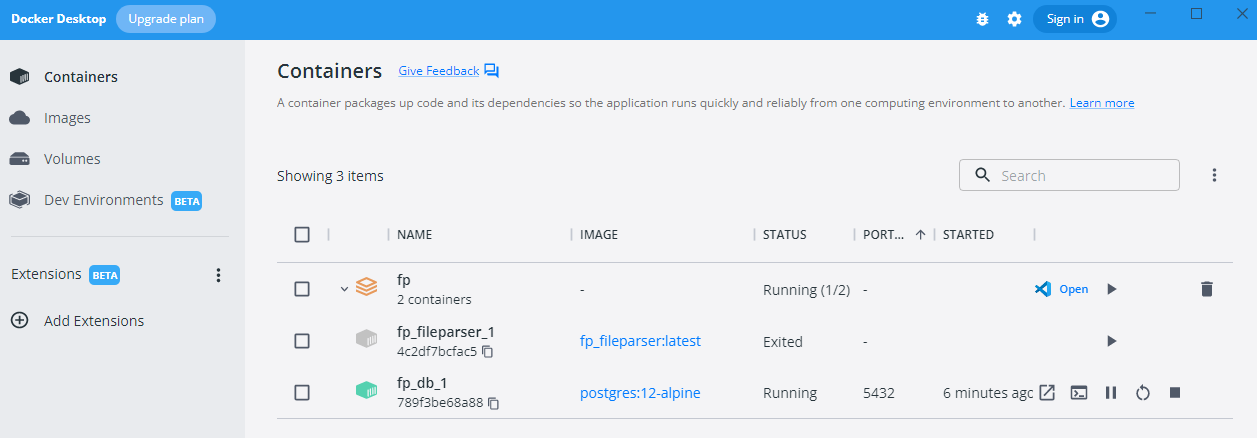 Docker Desktop Upgrade plan Sign in
Containers
Images
Volumes
Dev Environments BETA
Extensions BETA
Add Extensions
Containers Give Feedback
A container packages up code and its dependencies so the application runs quickly and reliably from one computing environment to another. Learn more
Showing 3 items Search
NAME IMAGE STATUS PORT... STARTED
fp
2 containers - Running (1/2) - Open
fp_fileparser_1
4c2df7bcfac5 fp_fileparser:latest Exited -
fp_db_1
789f3be68a88 postgres:12-alpine Running 5432 6 minutes agc